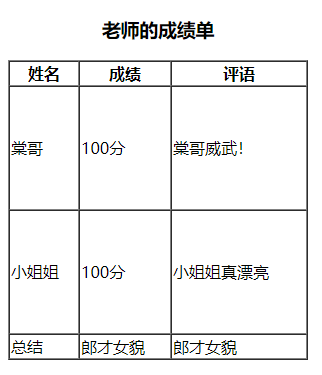 老师的成绩单
姓名 成绩 评语
棠哥 100分 棠哥威武!
小姐姐 100分 小姐姐真漂亮
总结 郎才女貌 郎才女貌